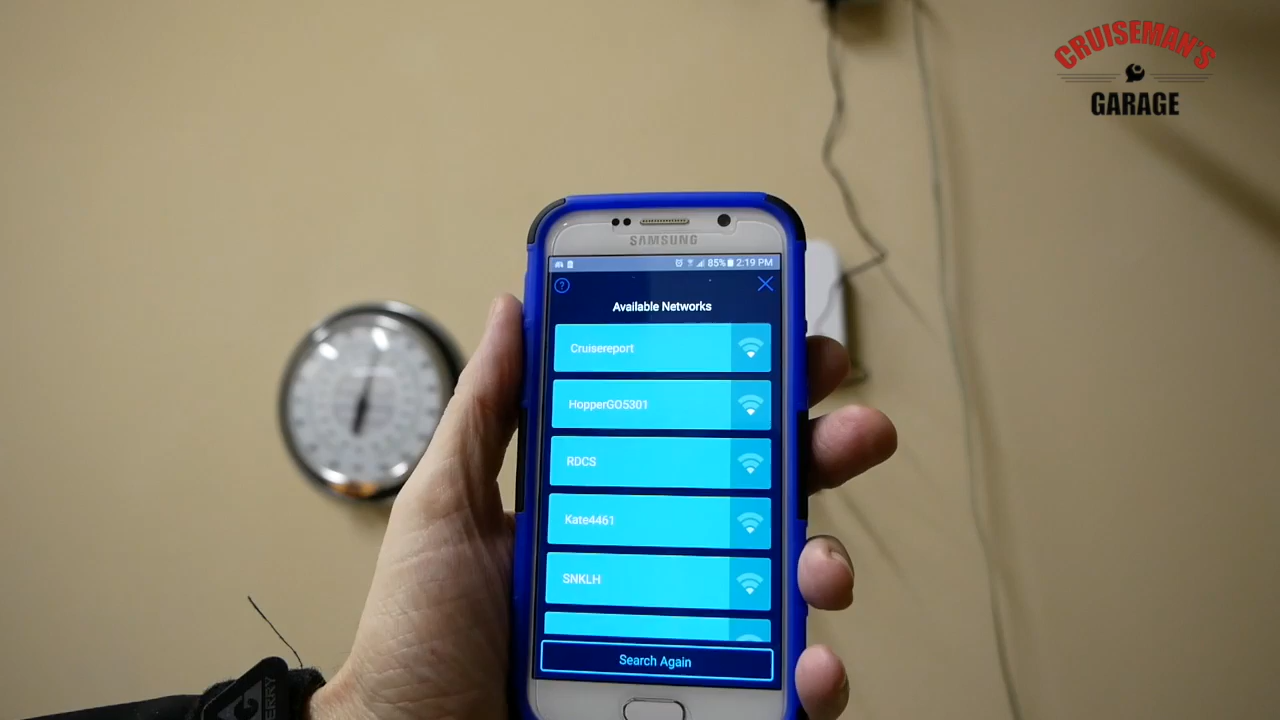 CRUISEMAN'S
GARAGE
SAMSUNG
85% 2:19 PM
?
Available Networks
Cruisereport
HopperGO5301
RDCS
Kate4461
SNKLH
Search Again